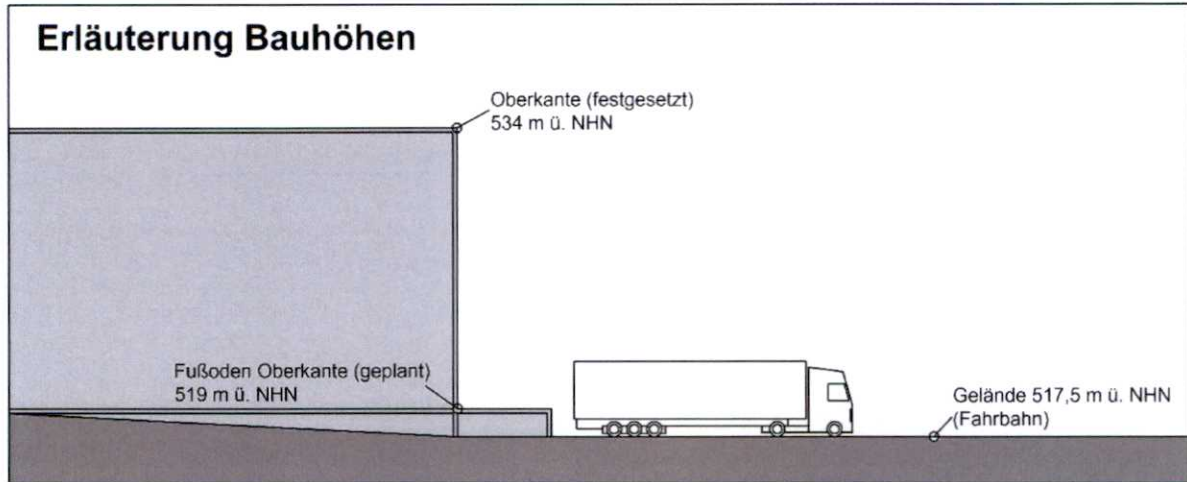 Erläuterung Bauhöhen
Oberkante (festgesetzt)
534 m ü. NHN
Fußoden Oberkante (geplant)
519 m ü. NHN
Gelände 517,5 m ü. NHN
(Fahrbahn)